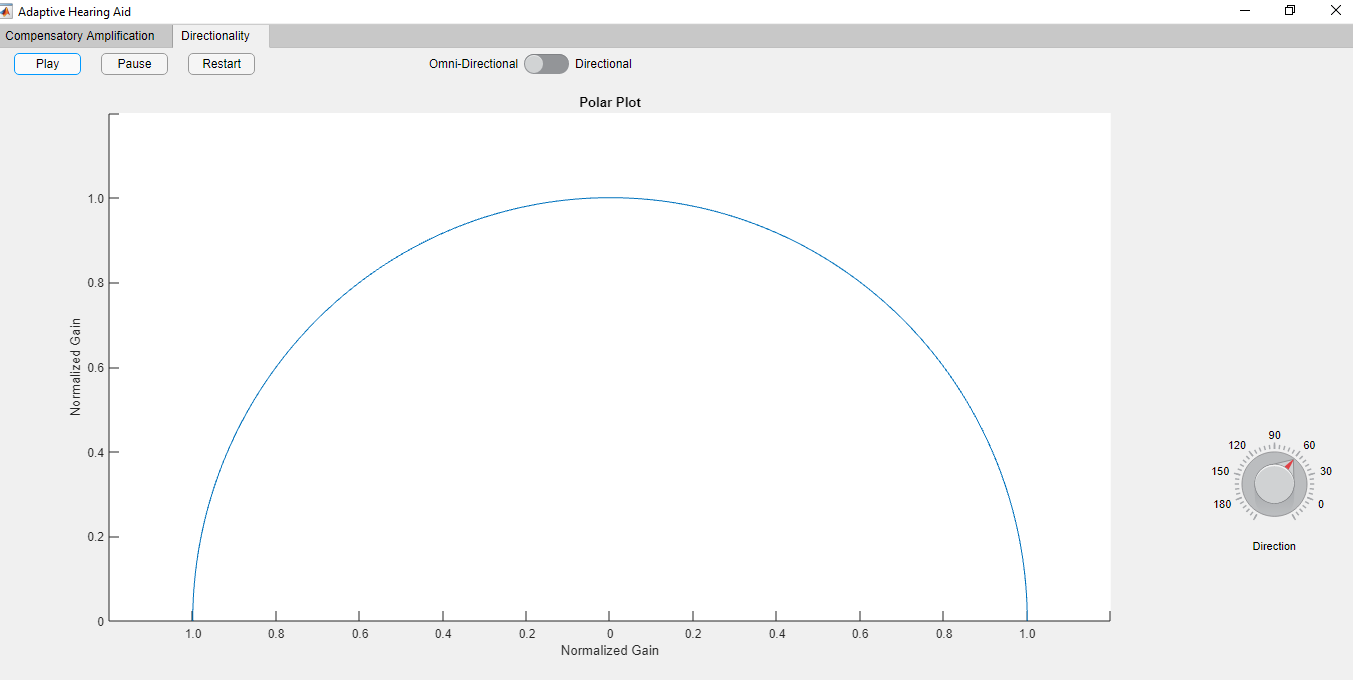 Adaptive Hearing Aid
Compensatory Amplification Directionality
Play Pause Restart Omni-Directional Directional
Polar Plot
Normalized Gain
1.0
0.8
0.6
0.4
0.2
0
1.0 0.8 0.6 0.4 0.2 0 0.2 0.4 0.6 0.8 1.0
Normalized Gain
90
120 60
150 30
180 0
Direction